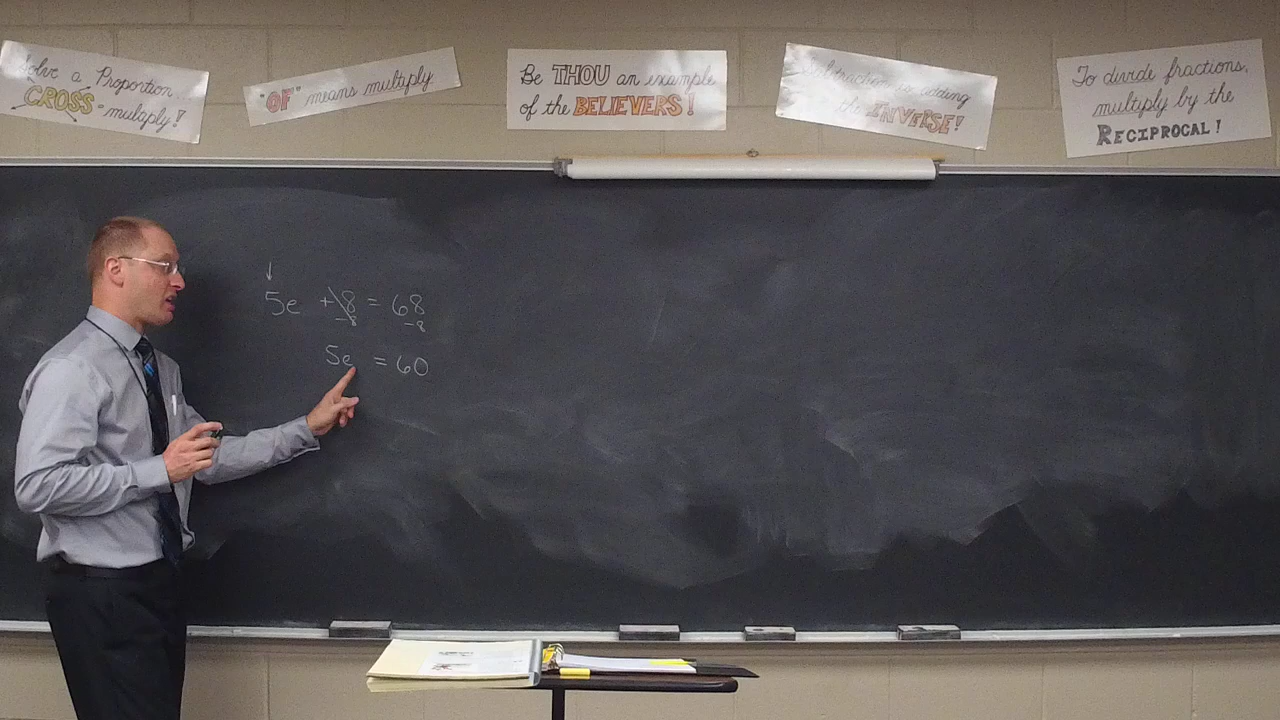 Solve a Proportion..
CROSS-multiply!
"OF" means multiply
Be THOU an example
of the BELIEVERS!
Subtraction is adding
the INVERSE!
To divide fractions,
multiply by the
RECIPROCAL!
5e + 8 = 68
-8 -8
5e = 60